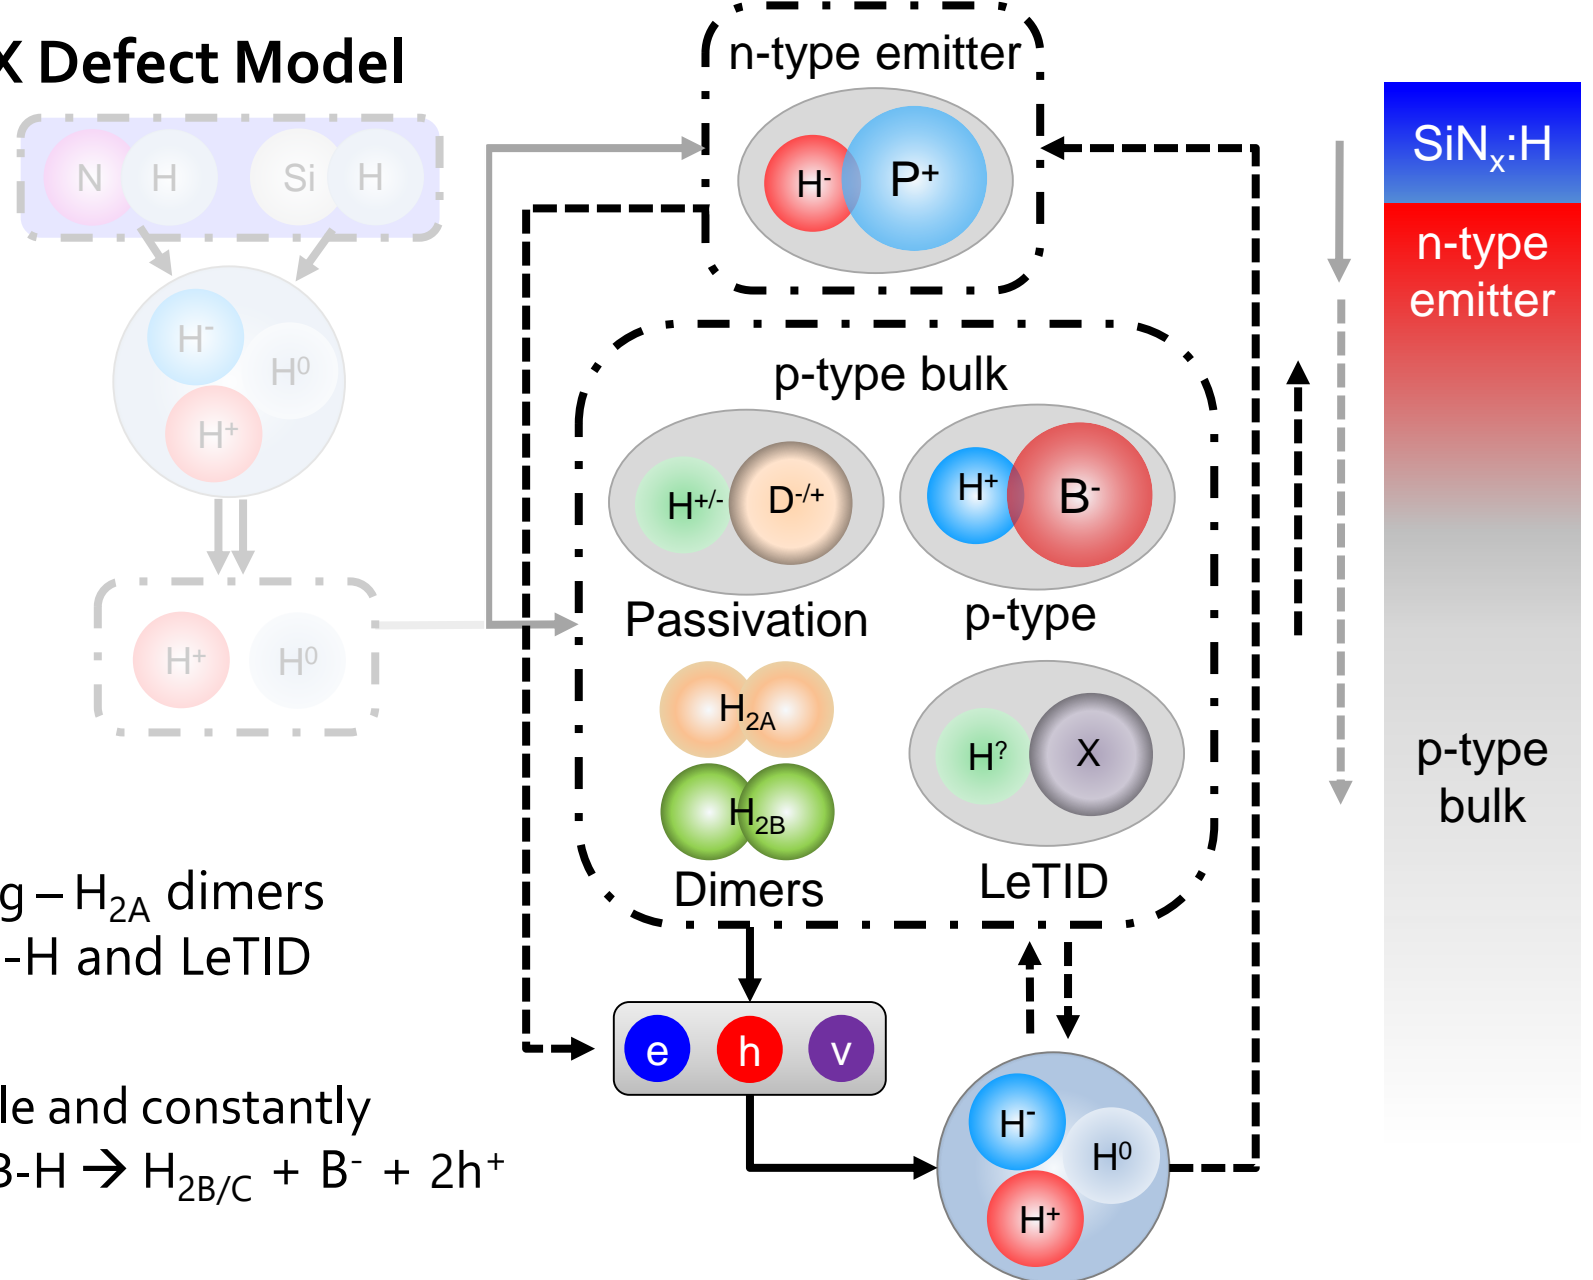 X Defect Model
N H Si H
H⁻
H⁰
H⁺
H⁺ H⁰
n-type emitter
H⁻ P⁺
p-type bulk
H⁺/⁻ D⁻/⁺
H⁺ B⁻
Passivation
p-type
H₂A
H₂B
Dimers
H? X
LeTID
e h v
H⁻
H⁰
H⁺
SiNₓ:H
n-type
emitter
p-type
bulk
g – H₂A dimers
-H and LeTID
le and constantly
B-H → H₂B/C + B⁻ + 2h⁺